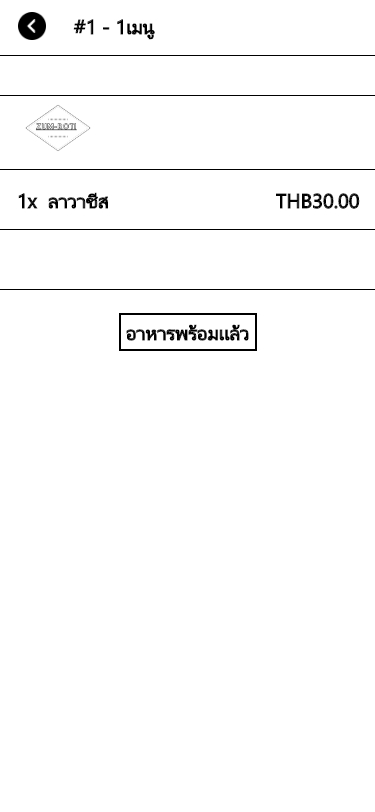 #1 - 1เมนู
ZUM-ROTI
1x ลาวาชีส THB30.00
อาหารพร้อมแล้ว